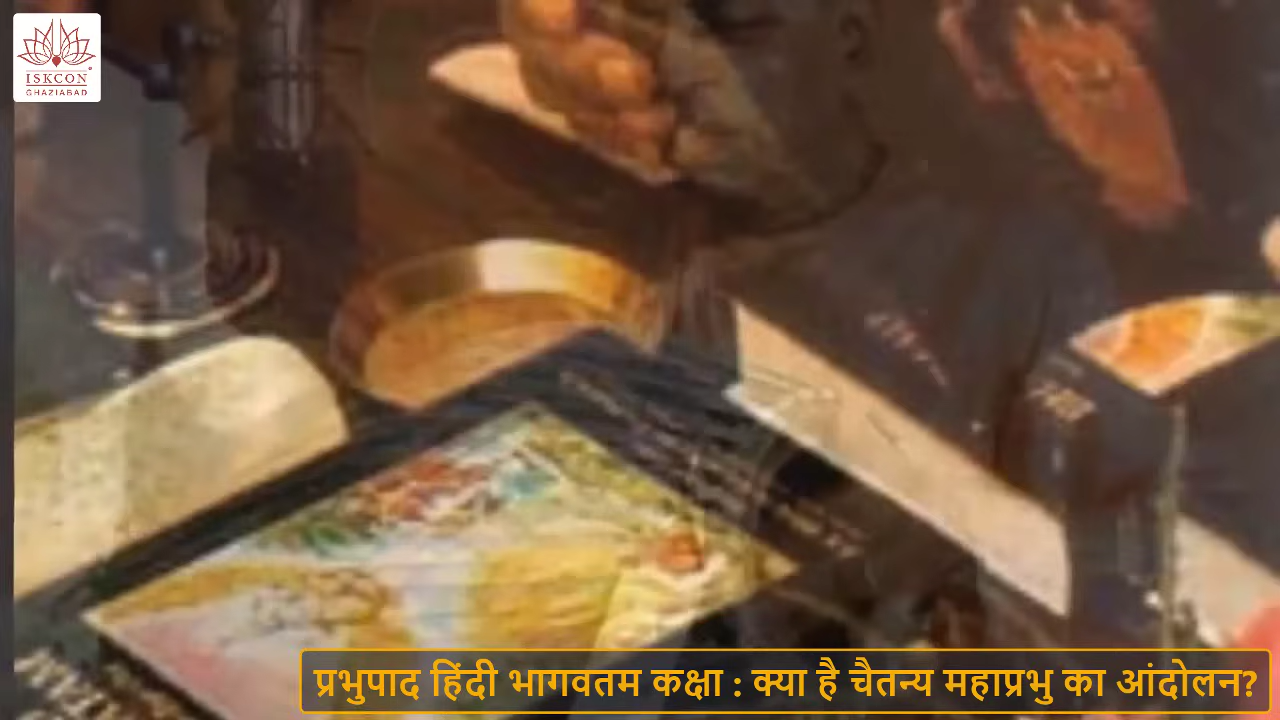 ISKCON
GHAZIABAD
प्रभुपाद हिंदी भागवतम कक्षा : क्या है चैतन्य महाप्रभु का आंदोलन?